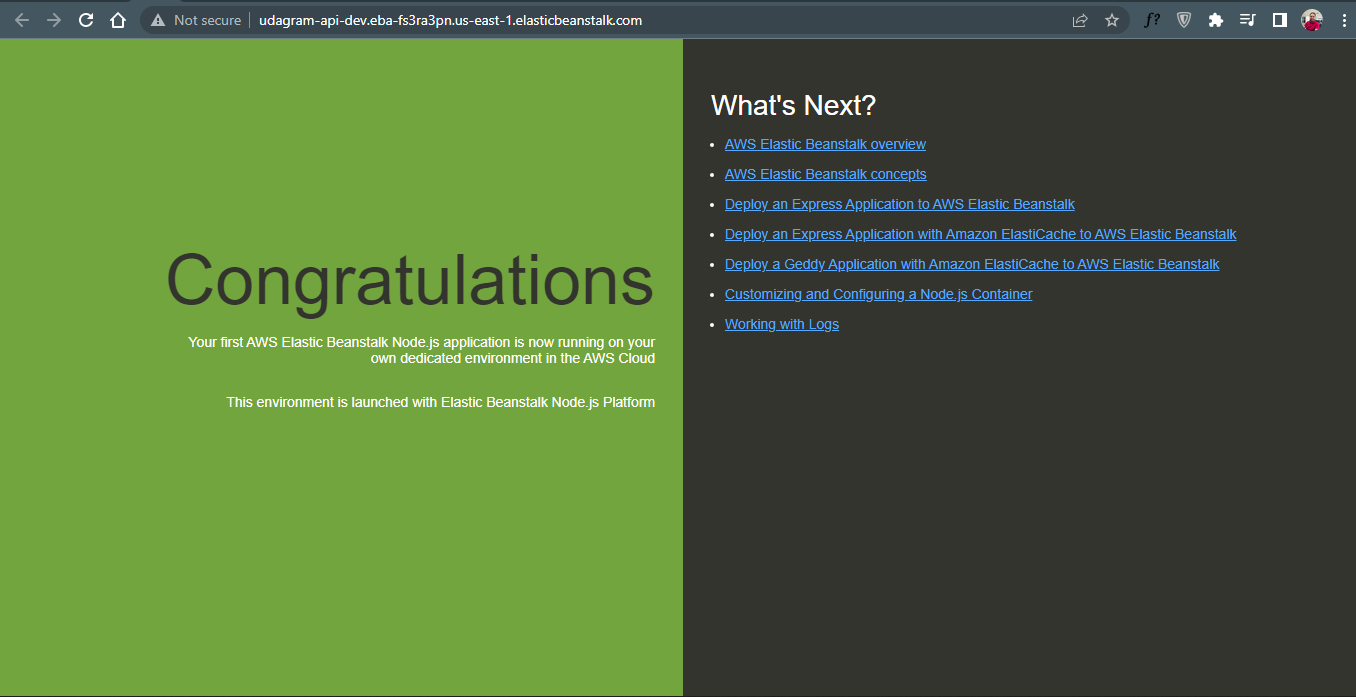 Not secure
udagram-api-dev.eba-fs3ra3pn.us-east-1.elasticbeanstalk.com
f?
Congratulations
Your first AWS Elastic Beanstalk Node.js application is now running on your
own dedicated environment in the AWS Cloud
This environment is launched with Elastic Beanstalk Node.js Platform
What's Next?
AWS Elastic Beanstalk overview
AWS Elastic Beanstalk concepts
Deploy an Express Application to AWS Elastic Beanstalk
Deploy an Express Application with Amazon ElastiCache to AWS Elastic Beanstalk
Deploy a Geddy Application with Amazon ElastiCache to AWS Elastic Beanstalk
Customizing and Configuring a Node.js Container
Working with Logs